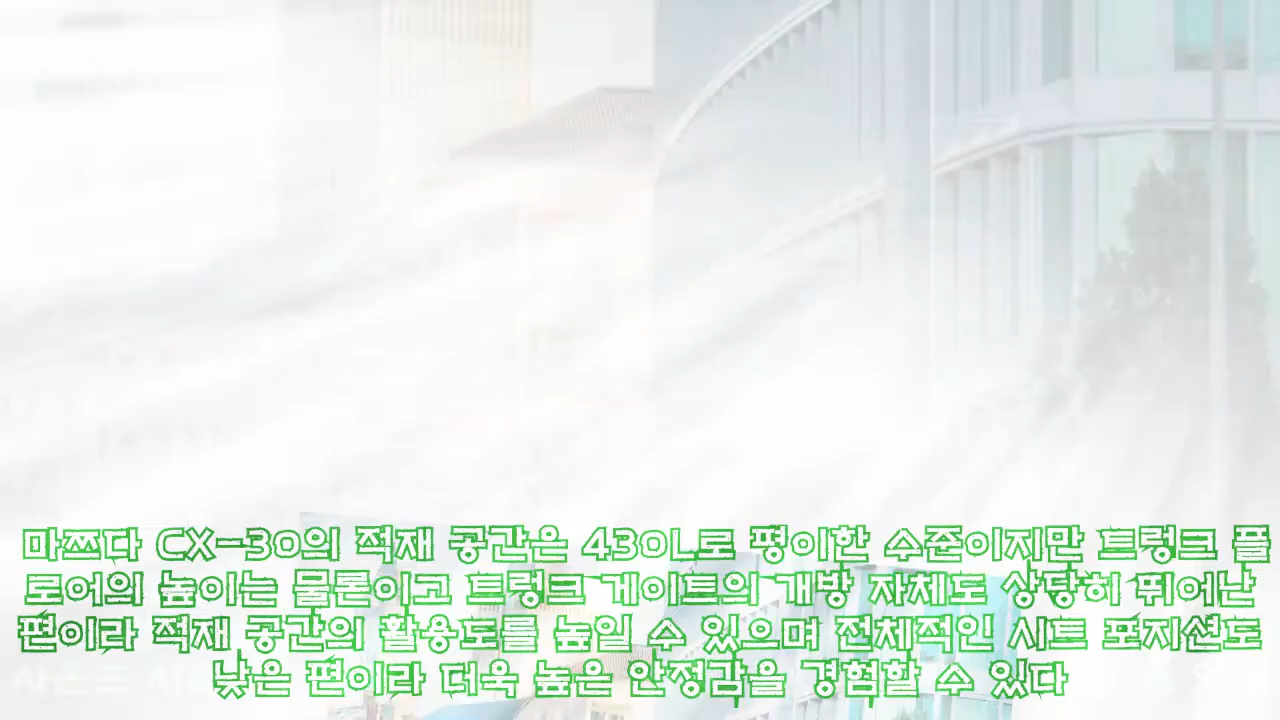 마쯔다 CX-30의 적재 공간은 430L로 평이한 수준이지만 트렁크 플
로어의 높이는 물론이고 트렁크 게이트의 개방 자체도 상당히 뛰어난
편이라 적재 공간의 활용도를 높일 수 있으며 전체적인 시트 포지션도
낮은 편이라 더욱 높은 안정감을 경험할 수 있다